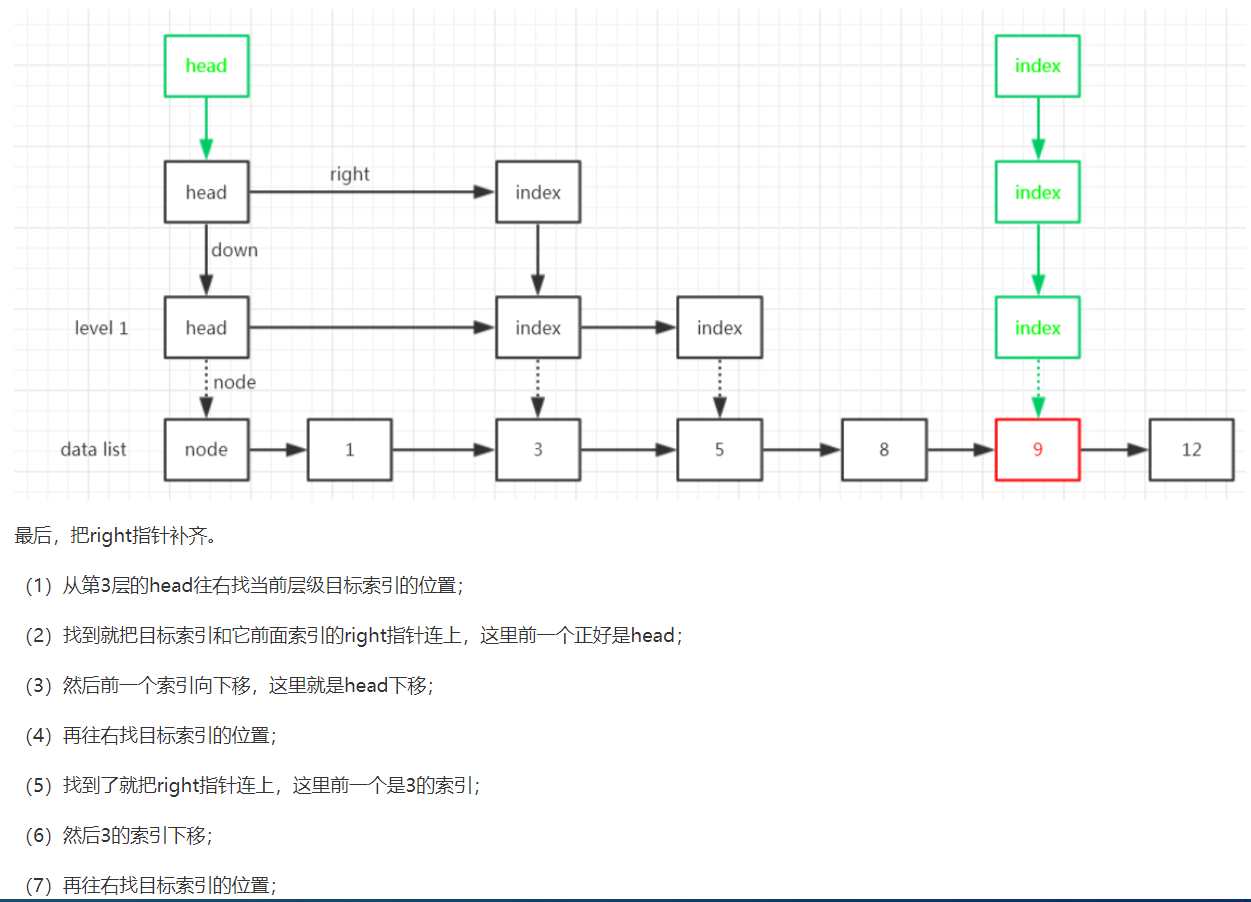 head index
right
head index index
down
level 1 head index index index
node
data list node 1 3 5 8 9 12
最后，把right指针补齐。
（1）从第3层的head往右找当前层级目标索引的位置；
（2）找到就把目标索引和它前面索引的right指针连上，这里前一个正好是head；
（3）然后前一个索引向下移，这里就是head下移；
（4）再往右找目标索引的位置；
（5）找到了就把right指针连上，这里前一个是3的索引；
（6）然后3的索引下移；
（7）再往右找目标索引的位置；